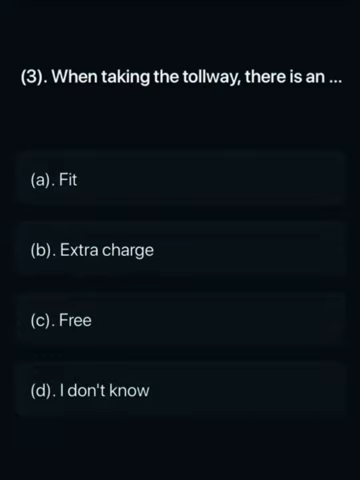 (3). When taking the tollway, there is an ...
(a). Fit
(b). Extra charge
(c). Free
(d). I don't know